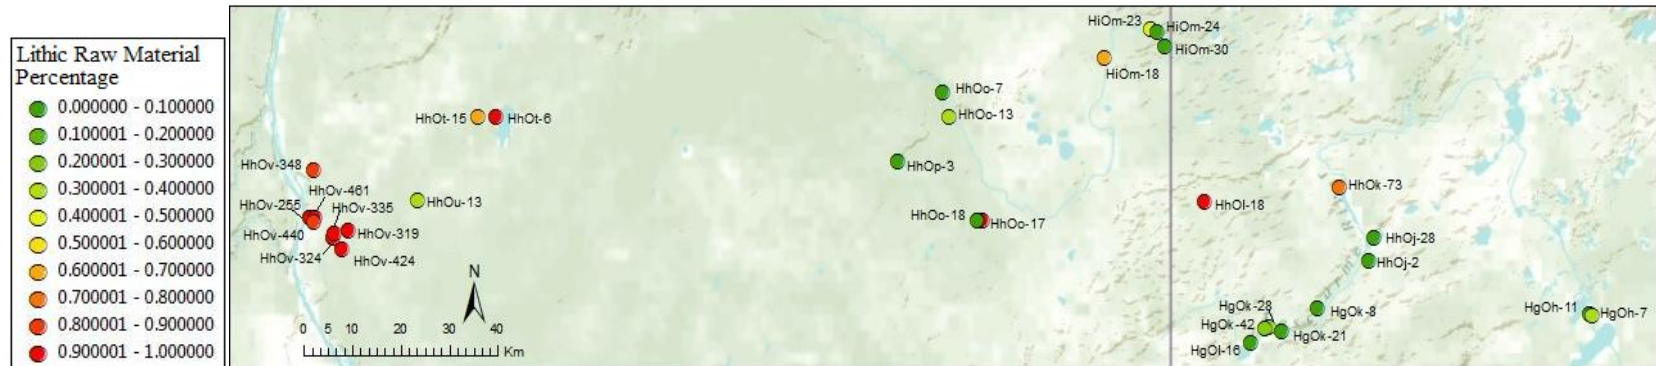 Lithic Raw Material
Percentage
0.000000 - 0.100000
0.100001 - 0.200000
0.200001 - 0.300000
0.300001 - 0.400000
0.400001 - 0.500000
0.500001 - 0.600000
0.600001 - 0.700000
0.700001 - 0.800000
0.800001 - 0.900000
0.900001 - 1.000000
HiOm-23
HiOm-24
HiOm-30
HiOm-18
HhOo-7
HhOo-13
HhOt-15
HhOt-6
HhOp-3
HhOv-348
HhOv-461
HhOv-255
HhOv-335
HhOu-13
HhOv-440
HhOv-319
HhOv-324
HhOv-424
HhOo-18
HhOo-17
HhOl-18
HhOk-73
HhOj-28
HhOj-2
HgOk-28
HgOk-8
HgOk-42
HgOk-21
HgOl-16
HgOh-11
HgOh-7
N
0 5 10 20 30 40
Km